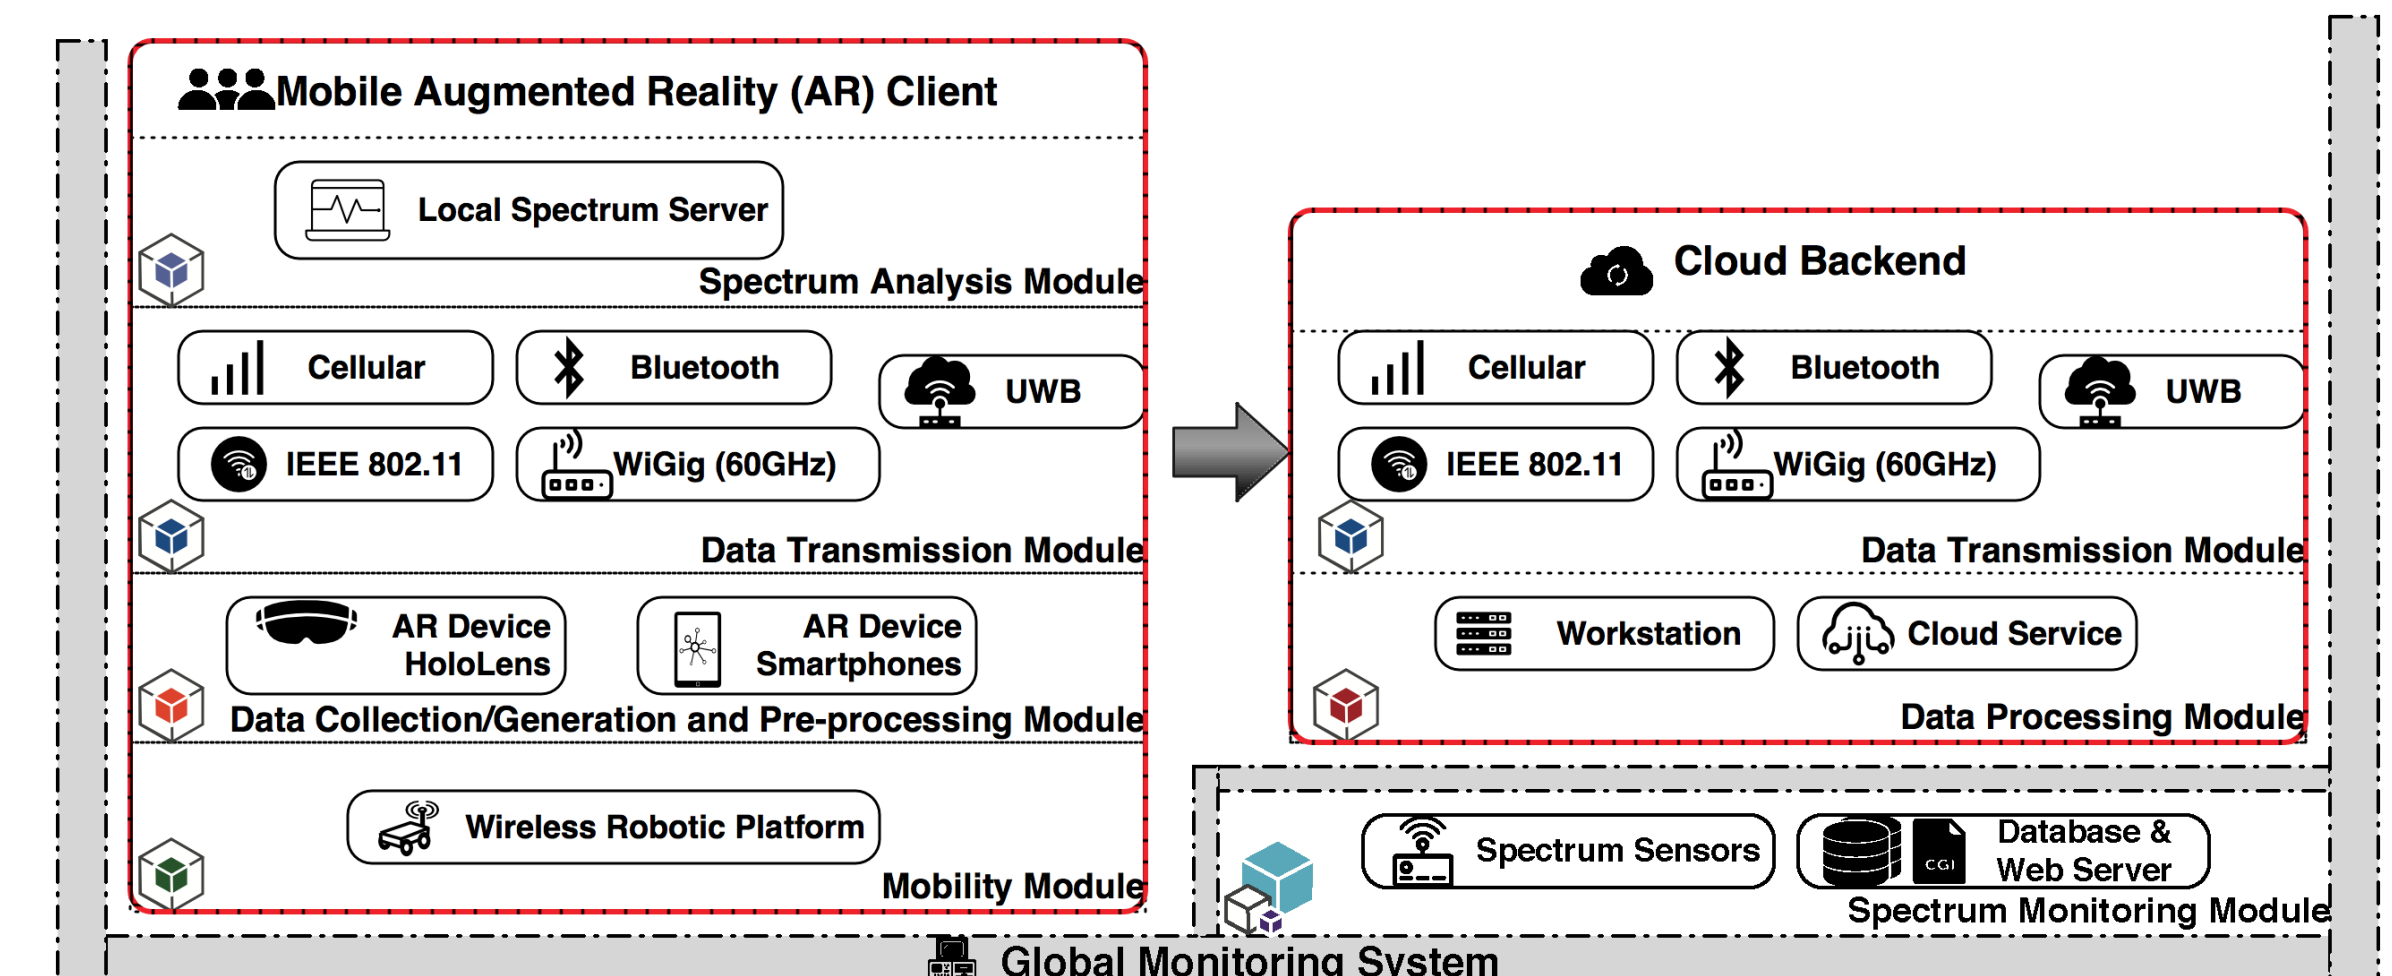 Mobile Augmented Reality (AR) Client
Local Spectrum Server
Spectrum Analysis Module
Cellular
Bluetooth
UWB
IEEE 802.11
WiGig (60GHz)
Data Transmission Module
AR Device
HoloLens
AR Device
Smartphones
Data Collection/Generation and Pre-processing Module
Wireless Robotic Platform
Mobility Module
Cloud Backend
Cellular
Bluetooth
UWB
IEEE 802.11
WiGig (60GHz)
Data Transmission Module
Workstation
Cloud Service
Data Processing Module
Spectrum Sensors
CGI
Database &
Web Server
Spectrum Monitoring Module
Global Monitoring System